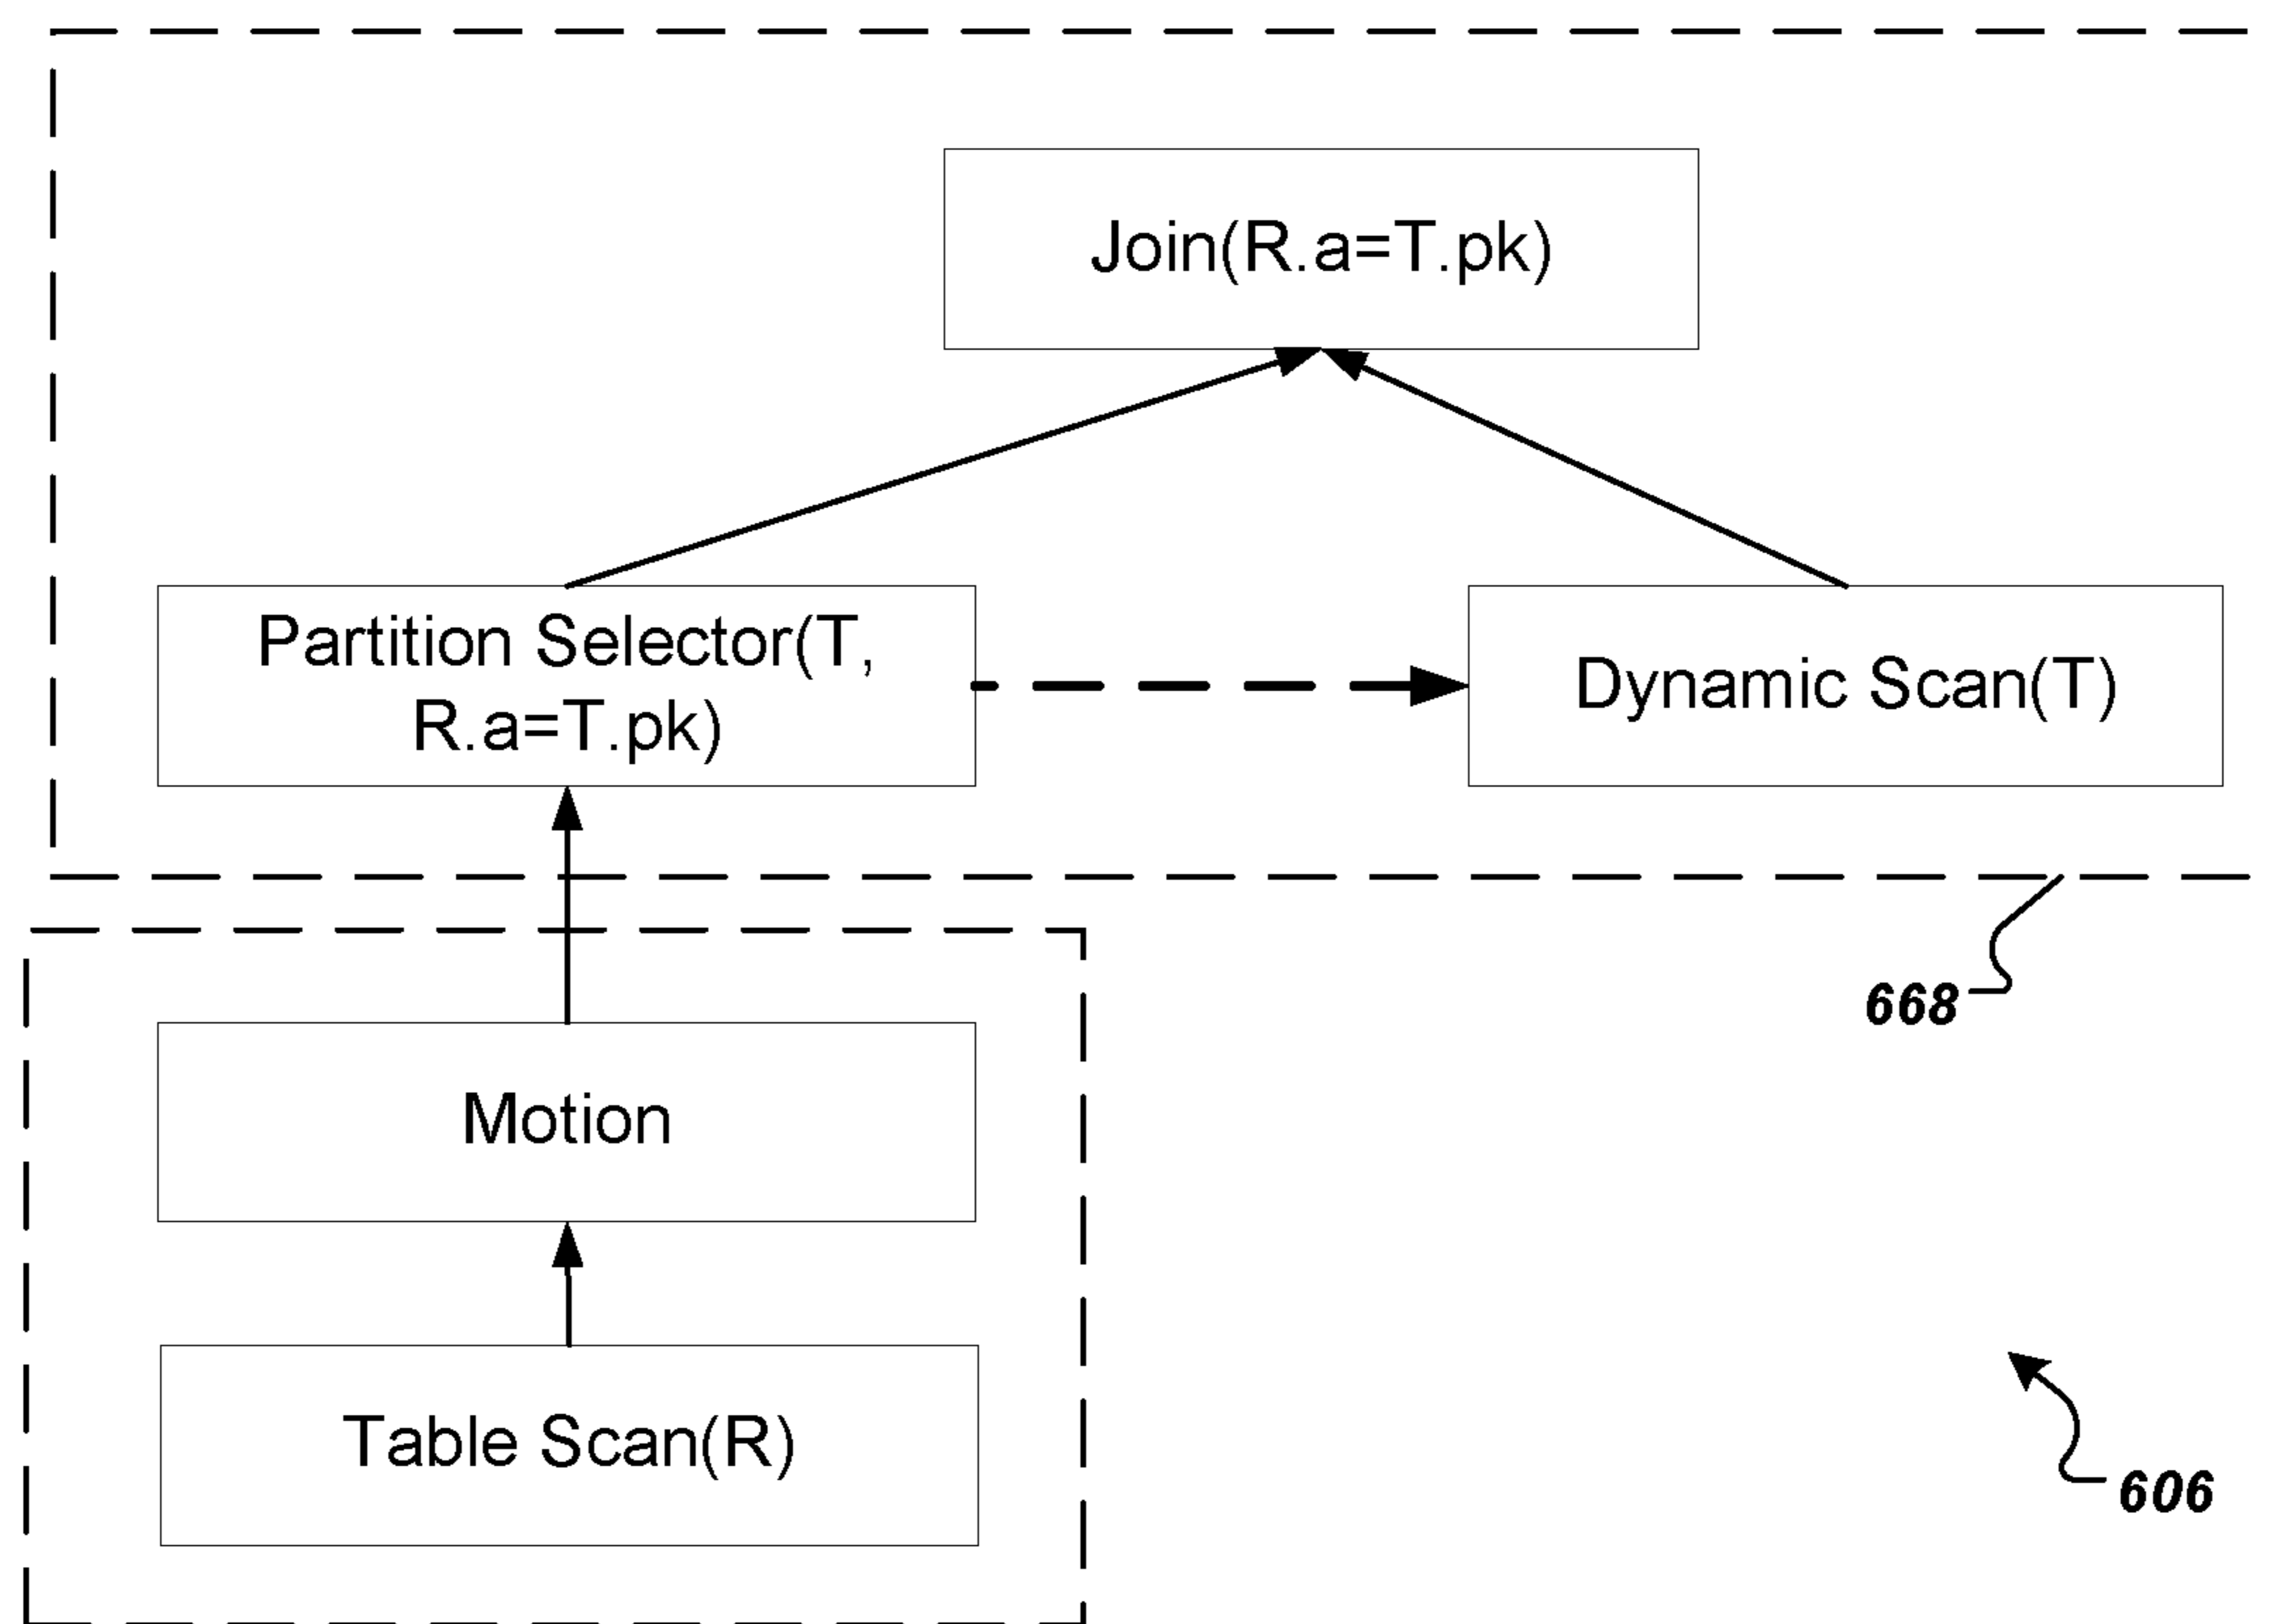 Join(R.a=T.pk)
Partition Selector(T,
R.a=T.pk)
Dynamic Scan(T)
668
Motion
Table Scan(R)
606